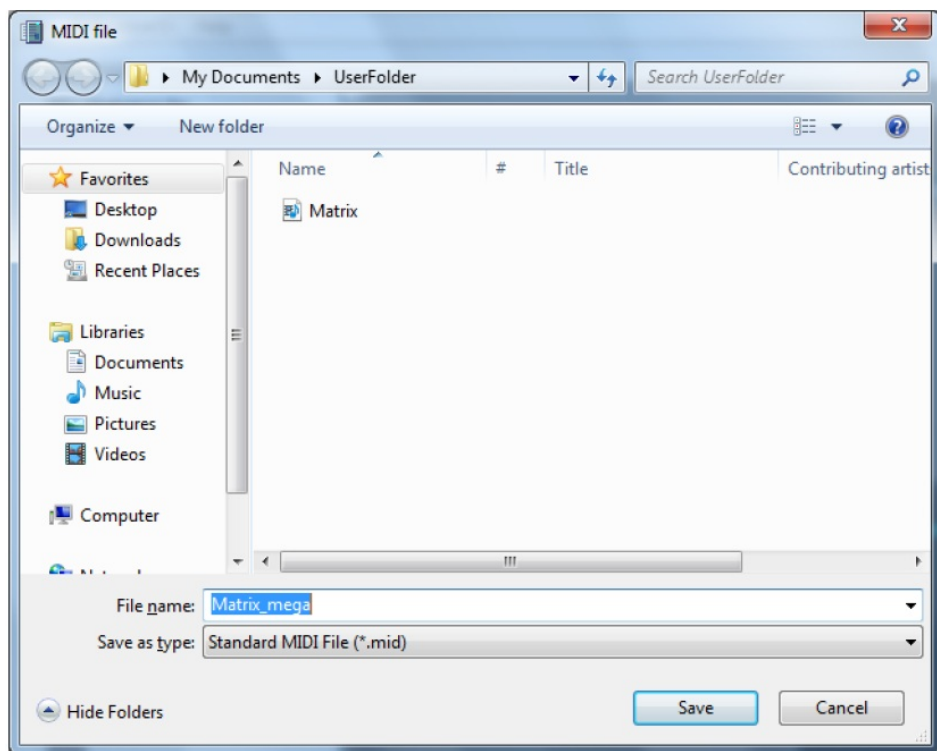 MIDI file
My Documents UserFolder
Search UserFolder
Organize New folder
Name # Title Contributing artist
Favorites
Desktop
Downloads
Recent Places
Matrix
Libraries
Documents
Music
Pictures
Videos
Computer
File name: Matrix_mega
Save as type: Standard MIDI File (*.mid)
Hide Folders Save Cancel